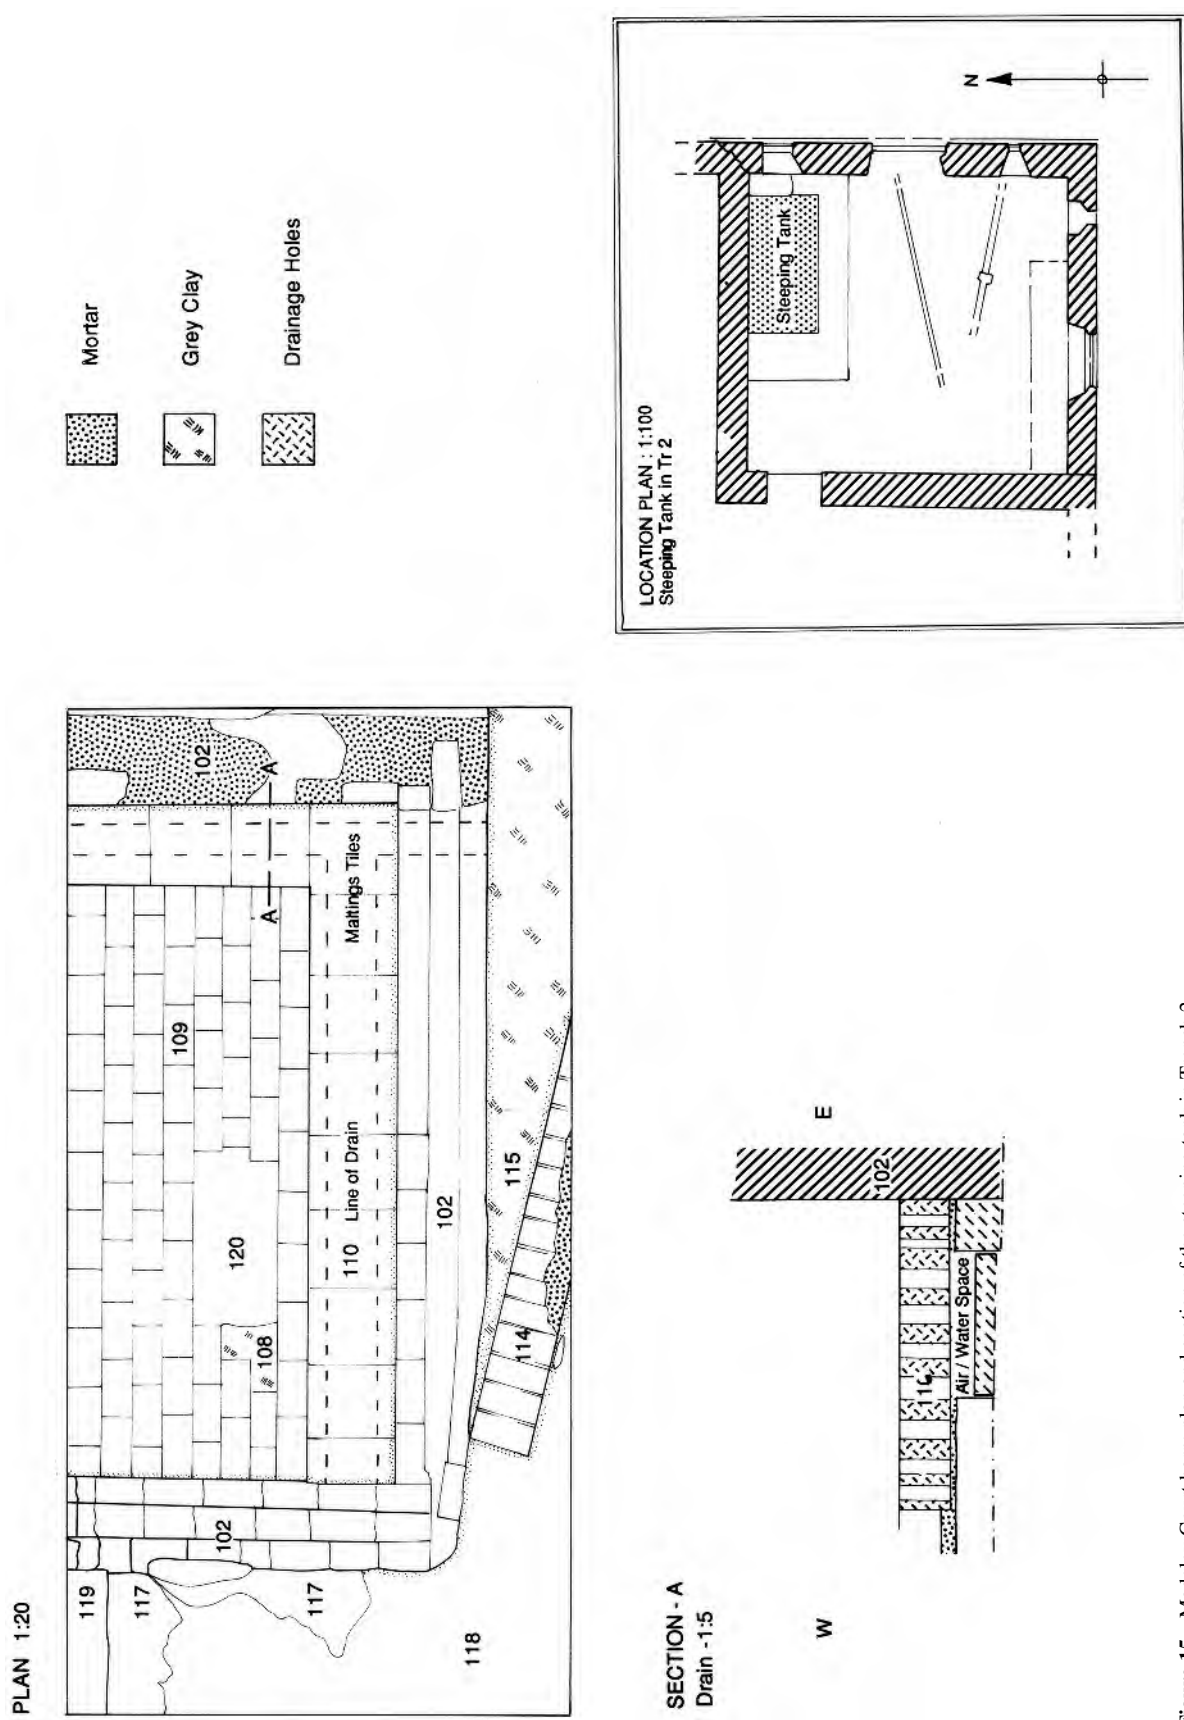 PLAN 1:20
119
117
117
118
102
108
120
109
A
A
102
110
Line of Drain
Maltings Tiles
102
114
115
Mortar
Grey Clay
Drainage Holes
SECTION - A
Drain -1:5
W
E
102
Air / Water Space
LOCATION PLAN : 1:100
Steeping Tank in Tr 2
Steeping Tank
N
15